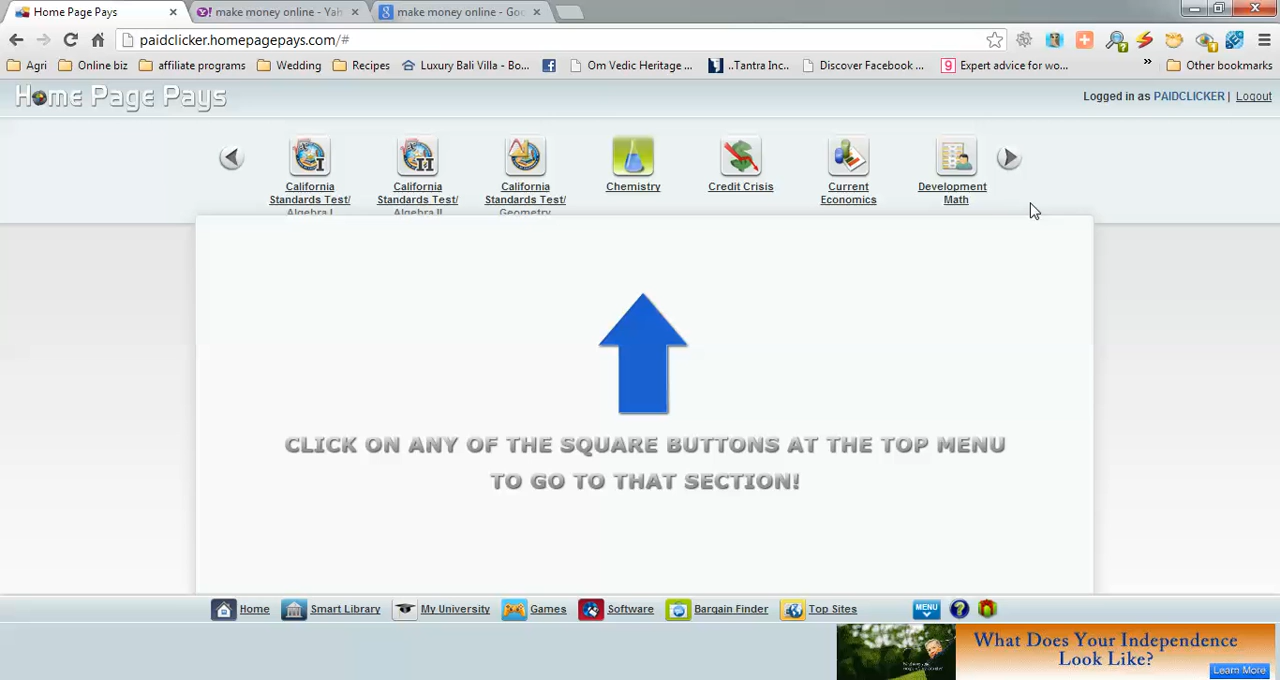 Home Page Pays
make money online - Yah
make money online - Goo
paidclicker.homepagepays.com/#
Agri
Online biz
affiliate programs
Wedding
Recipes
Luxury Bali Villa - Bo...
Om Vedic Heritage ...
..Tantra Inc..
Discover Facebook ...
Expert advice for wo...
»
Other bookmarks
Home Page Pays
Logged in as PAIDCLICKER | Logout
California
Standards Test/
Algebra I
California
Standards Test/
Algebra II
California
Standards Test/
Geometry
Chemistry
Credit Crisis
Current
Economics
Development
Math
CLICK ON ANY OF THE SQUARE BUTTONS AT THE TOP MENU
TO GO TO THAT SECTION!
Home
Smart Library
My University
Games
Software
Bargain Finder
Top Sites
MENU
What Does Your Independence
Look Like?
Learn More